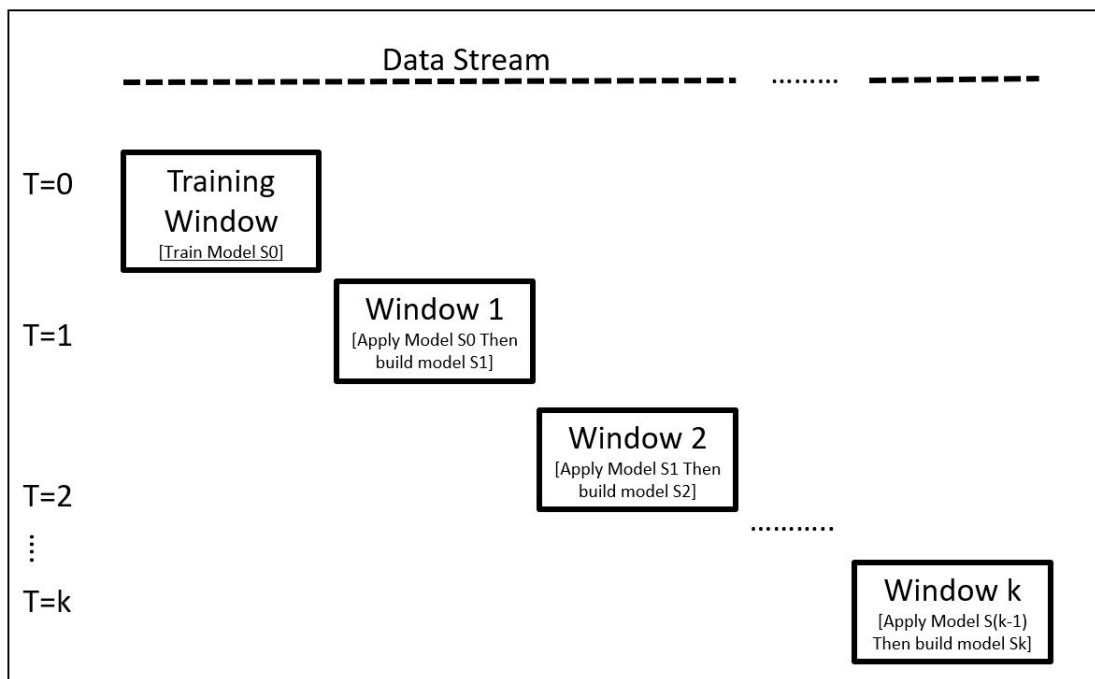 Data Stream
.........
T=0
Training
Window
[Train Model S0]
T=1
Window 1
[Apply Model S0 Then
build model S1]
Window 2
[Apply Model S1 Then
build model S2]
T=2
...........
T=k
Window k
[Apply Model S(k-1)
Then build model Sk]